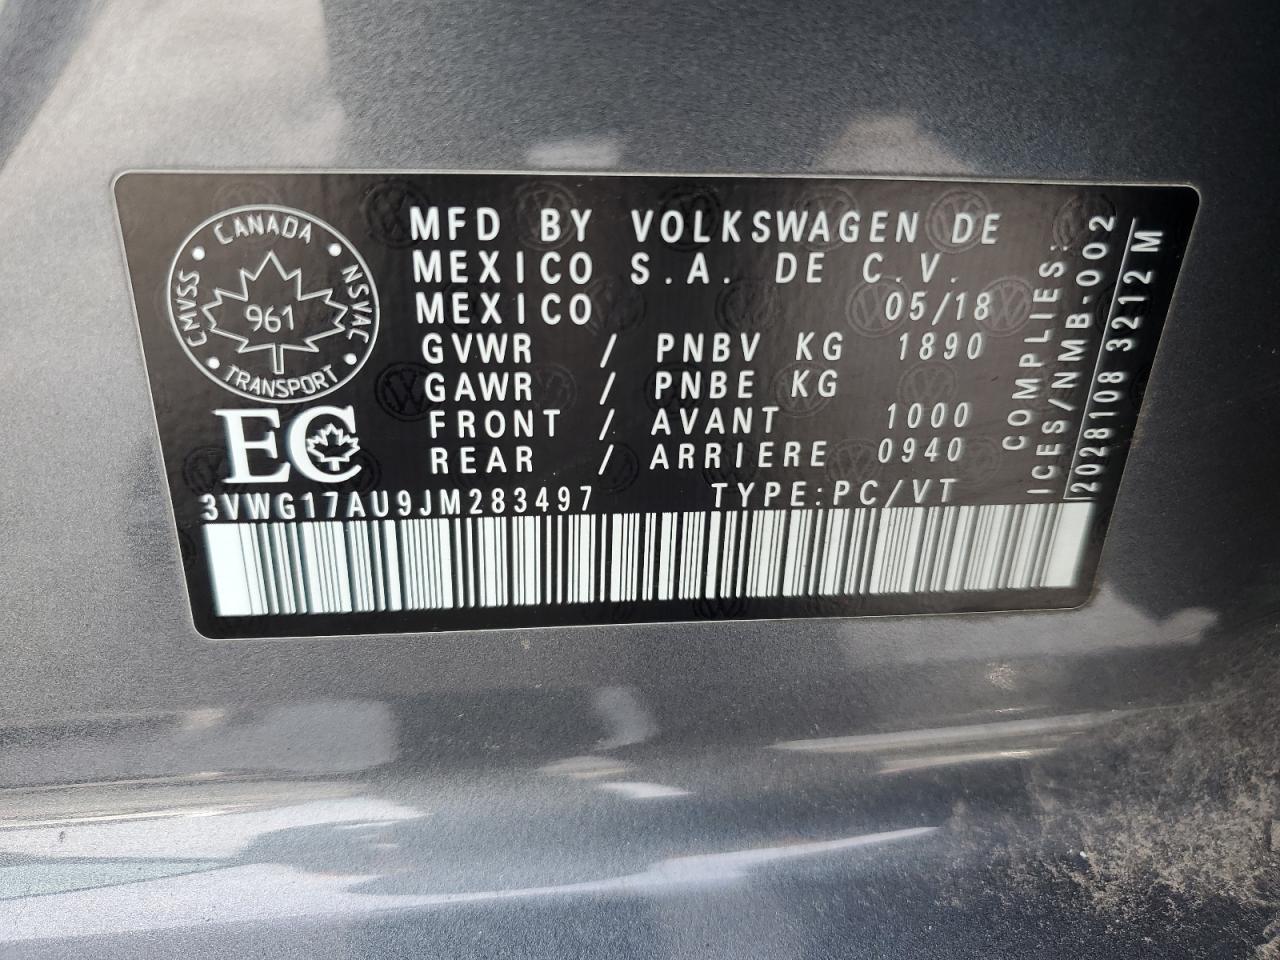 CANADA
CMVSS
NSVAC
961
TRANSPORT
EC
MFD BY VOLKSWAGEN DE
MEXICO S.A. DE C.V.
MEXICO 05/18
GVWR / PNBV KG 1890
GAWR / PNBE KG
FRONT / AVANT 1000
REAR / ARRIERE 0940
3VWG17AU9JM283497 TYPE:PC/VT
COMPLIES:
ICES/NMB-002
2028108 3212 M